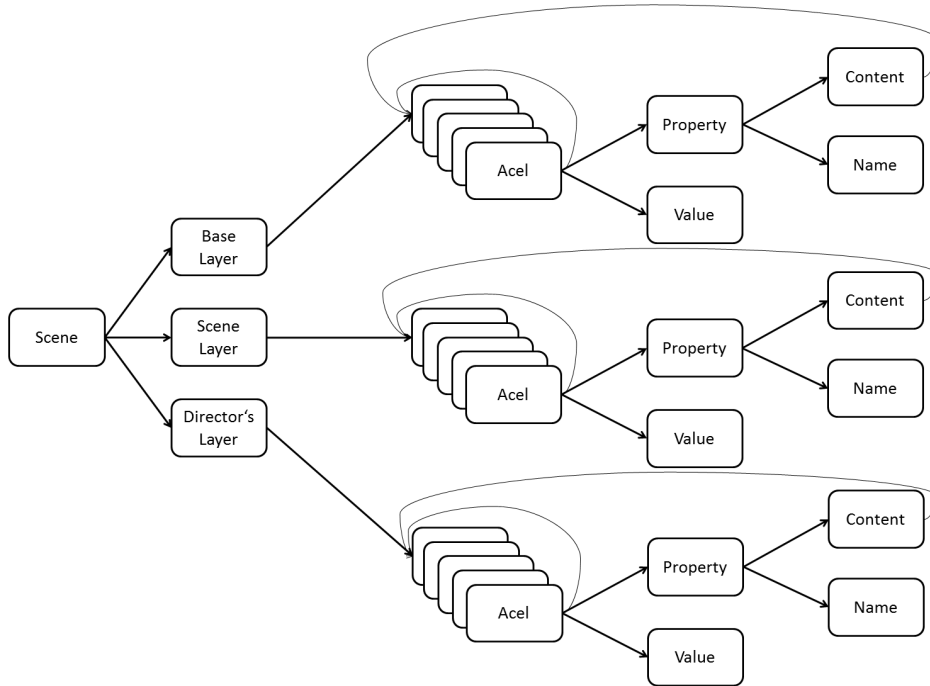 Content
Property
Name
Acel
Value
Base
Layer
Scene
Scene
Layer
Director‘s
Layer
Content
Property
Name
Acel
Value
Content
Property
Name
Acel
Value